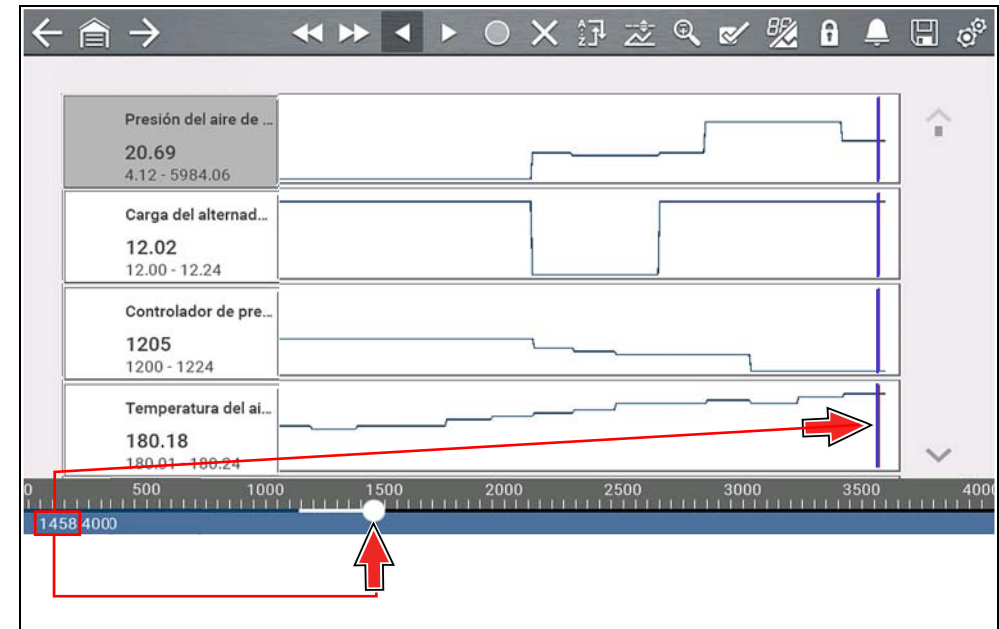 Presión del aire de ...
20.69
4.12 - 5984.06
Carga del alternad...
12.02
12.00 - 12.24
Controlador de pre...
1205
1200 - 1224
Temperatura del ai...
180.18
180.01 - 180.24
0 500 1000 1500 2000 2500 3000 3500 4000
1458/4000